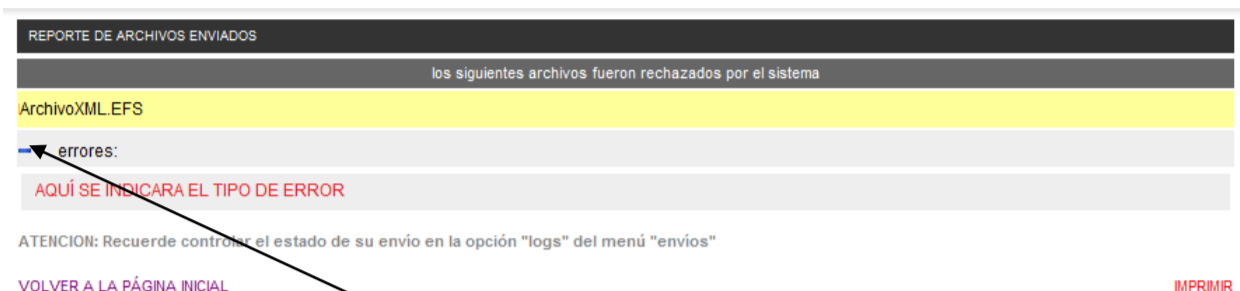 REPORTE DE ARCHIVOS ENVIADOS
los siguientes archivos fueron rechazados por el sistema
ArchivoXML.EFS
errores:
AQUÍ SE INDICARA EL TIPO DE ERROR
ATENCION: Recuerde controlar el estado de su envío en la opción "logs" del menú "envíos"
VOLVER A LA PÁGINA INICIAL IMPRIMIR